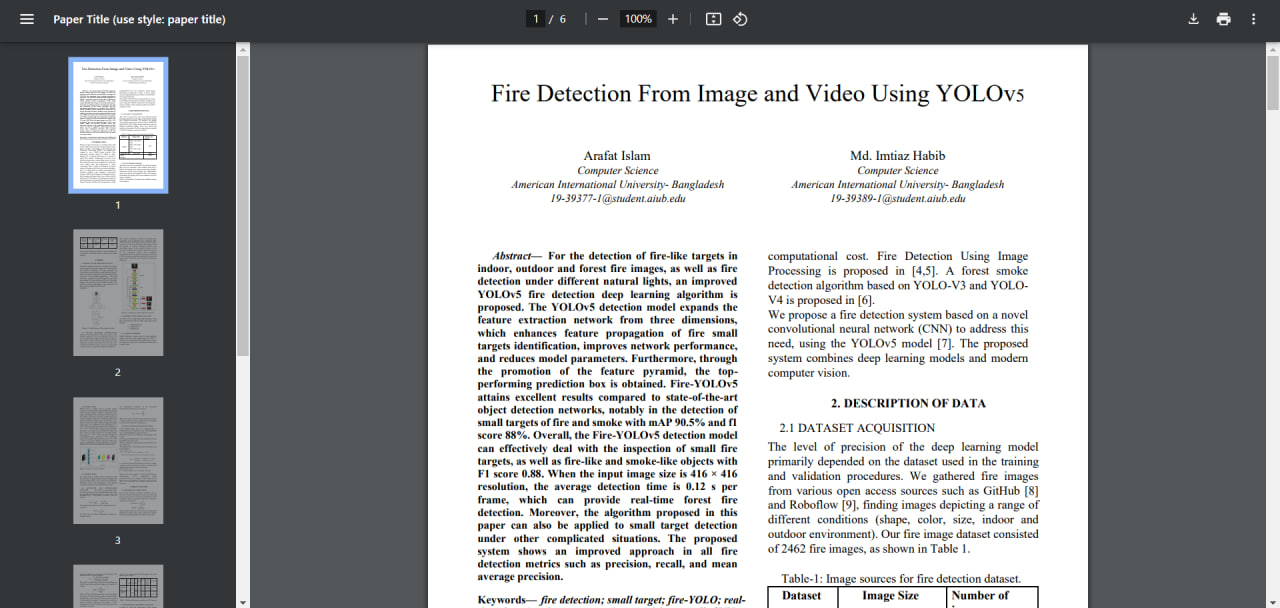 Paper Title (use style: paper title)
1 / 6
100%
1
2
3
Fire Detection From Image and Video Using YOLOv5
Arafat Islam
Computer Science
American International University- Bangladesh
19-39377-1@student.aiub.edu
Md. Imtiaz Habib
Computer Science
American International University- Bangladesh
19-39389-1@student.aiub.edu
Abstract— For the detection of fire-like targets in
indoor, outdoor and forest fire images, as well as fire
detection under different natural lights, an improved
YOLOv5 fire detection deep learning algorithm is
proposed. The YOLOv5 detection model expands the
feature extraction network from three dimensions,
which enhances feature propagation of fire small
targets identification, improves network performance,
and reduces model parameters. Furthermore, through
the promotion of the feature pyramid, the top-
performing prediction box is obtained. Fire-YOLOv5
attains excellent results compared to state-of-the-art
object detection networks, notably in the detection of
small targets of fire and smoke with mAP 90.5% and f1
score 88%. Overall, the Fire-YOLOv5 detection model
can effectively deal with the inspection of small fire
targets, as well as fire-like and smoke-like objects with
F1 score 0.88. When the input image size is 416 × 416
resolution, the average detection time is 0.12 s per
frame, which can provide real-time forest fire
detection. Moreover, the algorithm proposed in this
paper can also be applied to small target detection
under other complicated situations. The proposed
system shows an improved approach in all fire
detection metrics such as precision, recall, and mean
average precision.
Keywords— fire detection; small target; fire-YOLO; real-
computational cost. Fire Detection Using Image
Processing is proposed in [4,5]. A forest smoke
detection algorithm based on YOLO-V3 and YOLO-
V4 is proposed in [6].
We propose a fire detection system based on a novel
convolutional neural network (CNN) to address this
need, using the YOLOv5 model [7]. The proposed
system combines deep learning models and modern
computer vision.
2. DESCRIPTION OF DATA
2.1 DATASET ACQUISITION
The level of precision of the deep learning model
primarily depended on the dataset used in the training
and validation procedures. We gathered fire images
from various open access sources such as GitHub [8]
and Roboflow [9], finding images depicting a range of
different conditions (shape, color, size, indoor and
outdoor environment). Our fire image dataset consisted
of 2462 fire images, as shown in Table 1.
Table-1: Image sources for fire detection dataset.
Dataset Image Size Number of